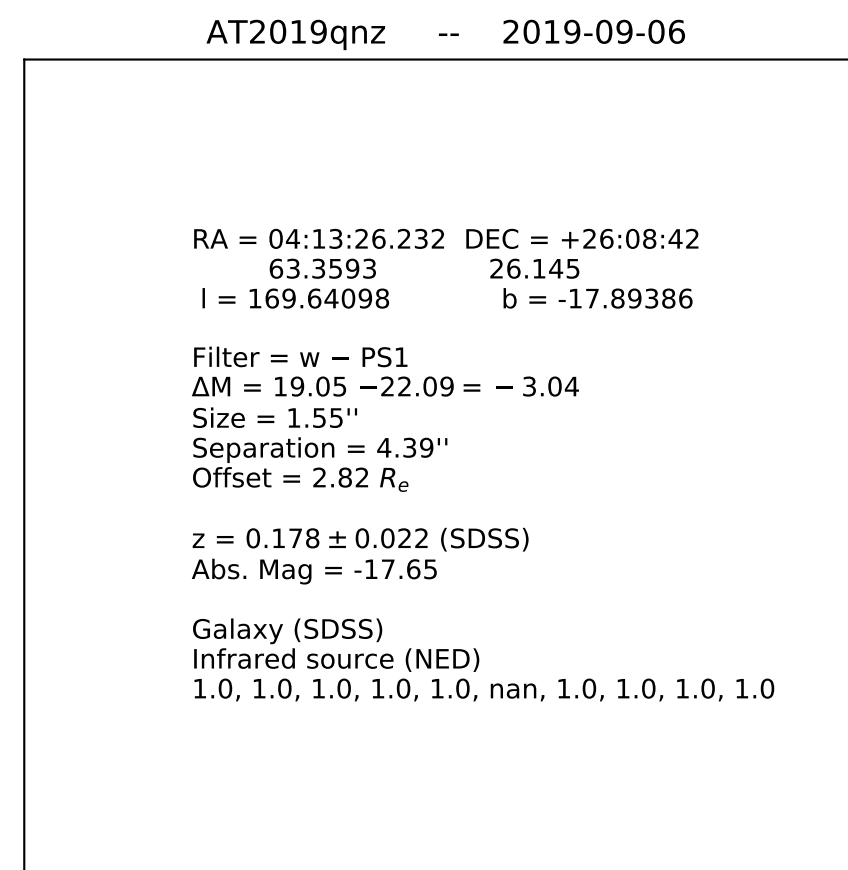 AT2019qnz -- 2019-09-06
RA = 04:13:26.232 DEC = +26:08:42
63.3593 26.145
l = 169.64098 b = -17.89386
Filter = w − PS1
ΔM = 19.05 −22.09 = − 3.04
Size = 1.55''
Separation = 4.39''
Offset = 2.82 Rₑ
z = 0.178 ± 0.022 (SDSS)
Abs. Mag = -17.65
Galaxy (SDSS)
Infrared source (NED)
1.0, 1.0, 1.0, 1.0, 1.0, nan, 1.0, 1.0, 1.0, 1.0